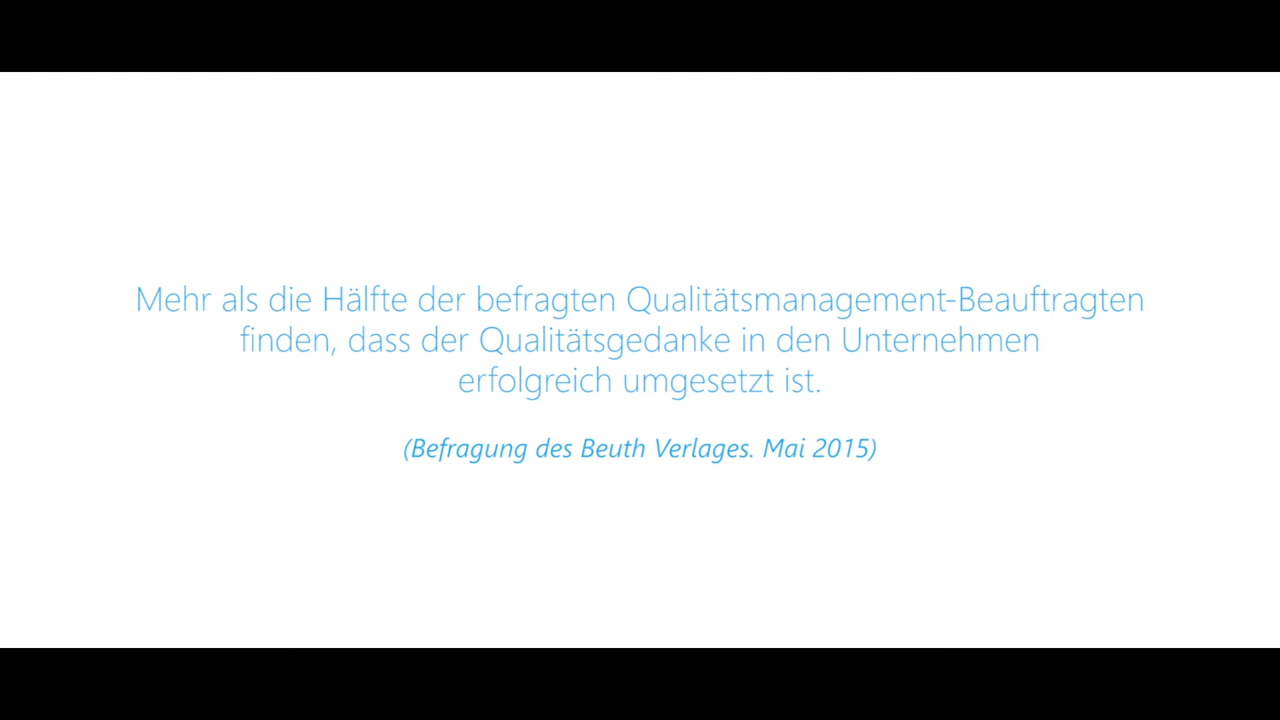 Mehr als die Hälfte der befragten Qualitätsmanagement-Beauftragten
finden, dass der Qualitätsgedanke in den Unternehmen
erfolgreich umgesetzt ist.
(Befragung des Beuth Verlages. Mai 2015)